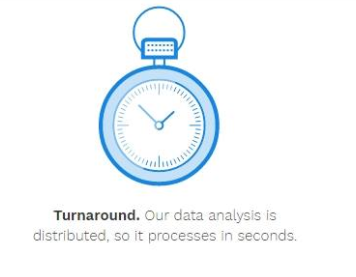 Turnaround. Our data analysis is
distributed, so it processes in seconds.